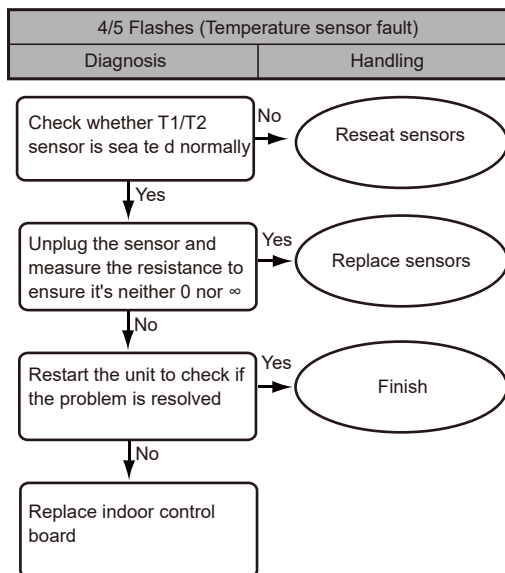 4/5 Flashes (Temperature sensor fault)
Diagnosis
Handling
Check whether T1/T2
sensor is sea te d normally
No
Reseat sensors
Yes
Unplug the sensor and
measure the resistance to
ensure it's neither 0 nor ∞
Yes
Replace sensors
No
Restart the unit to check if
the problem is resolved
Yes
Finish
No
Replace indoor control
board